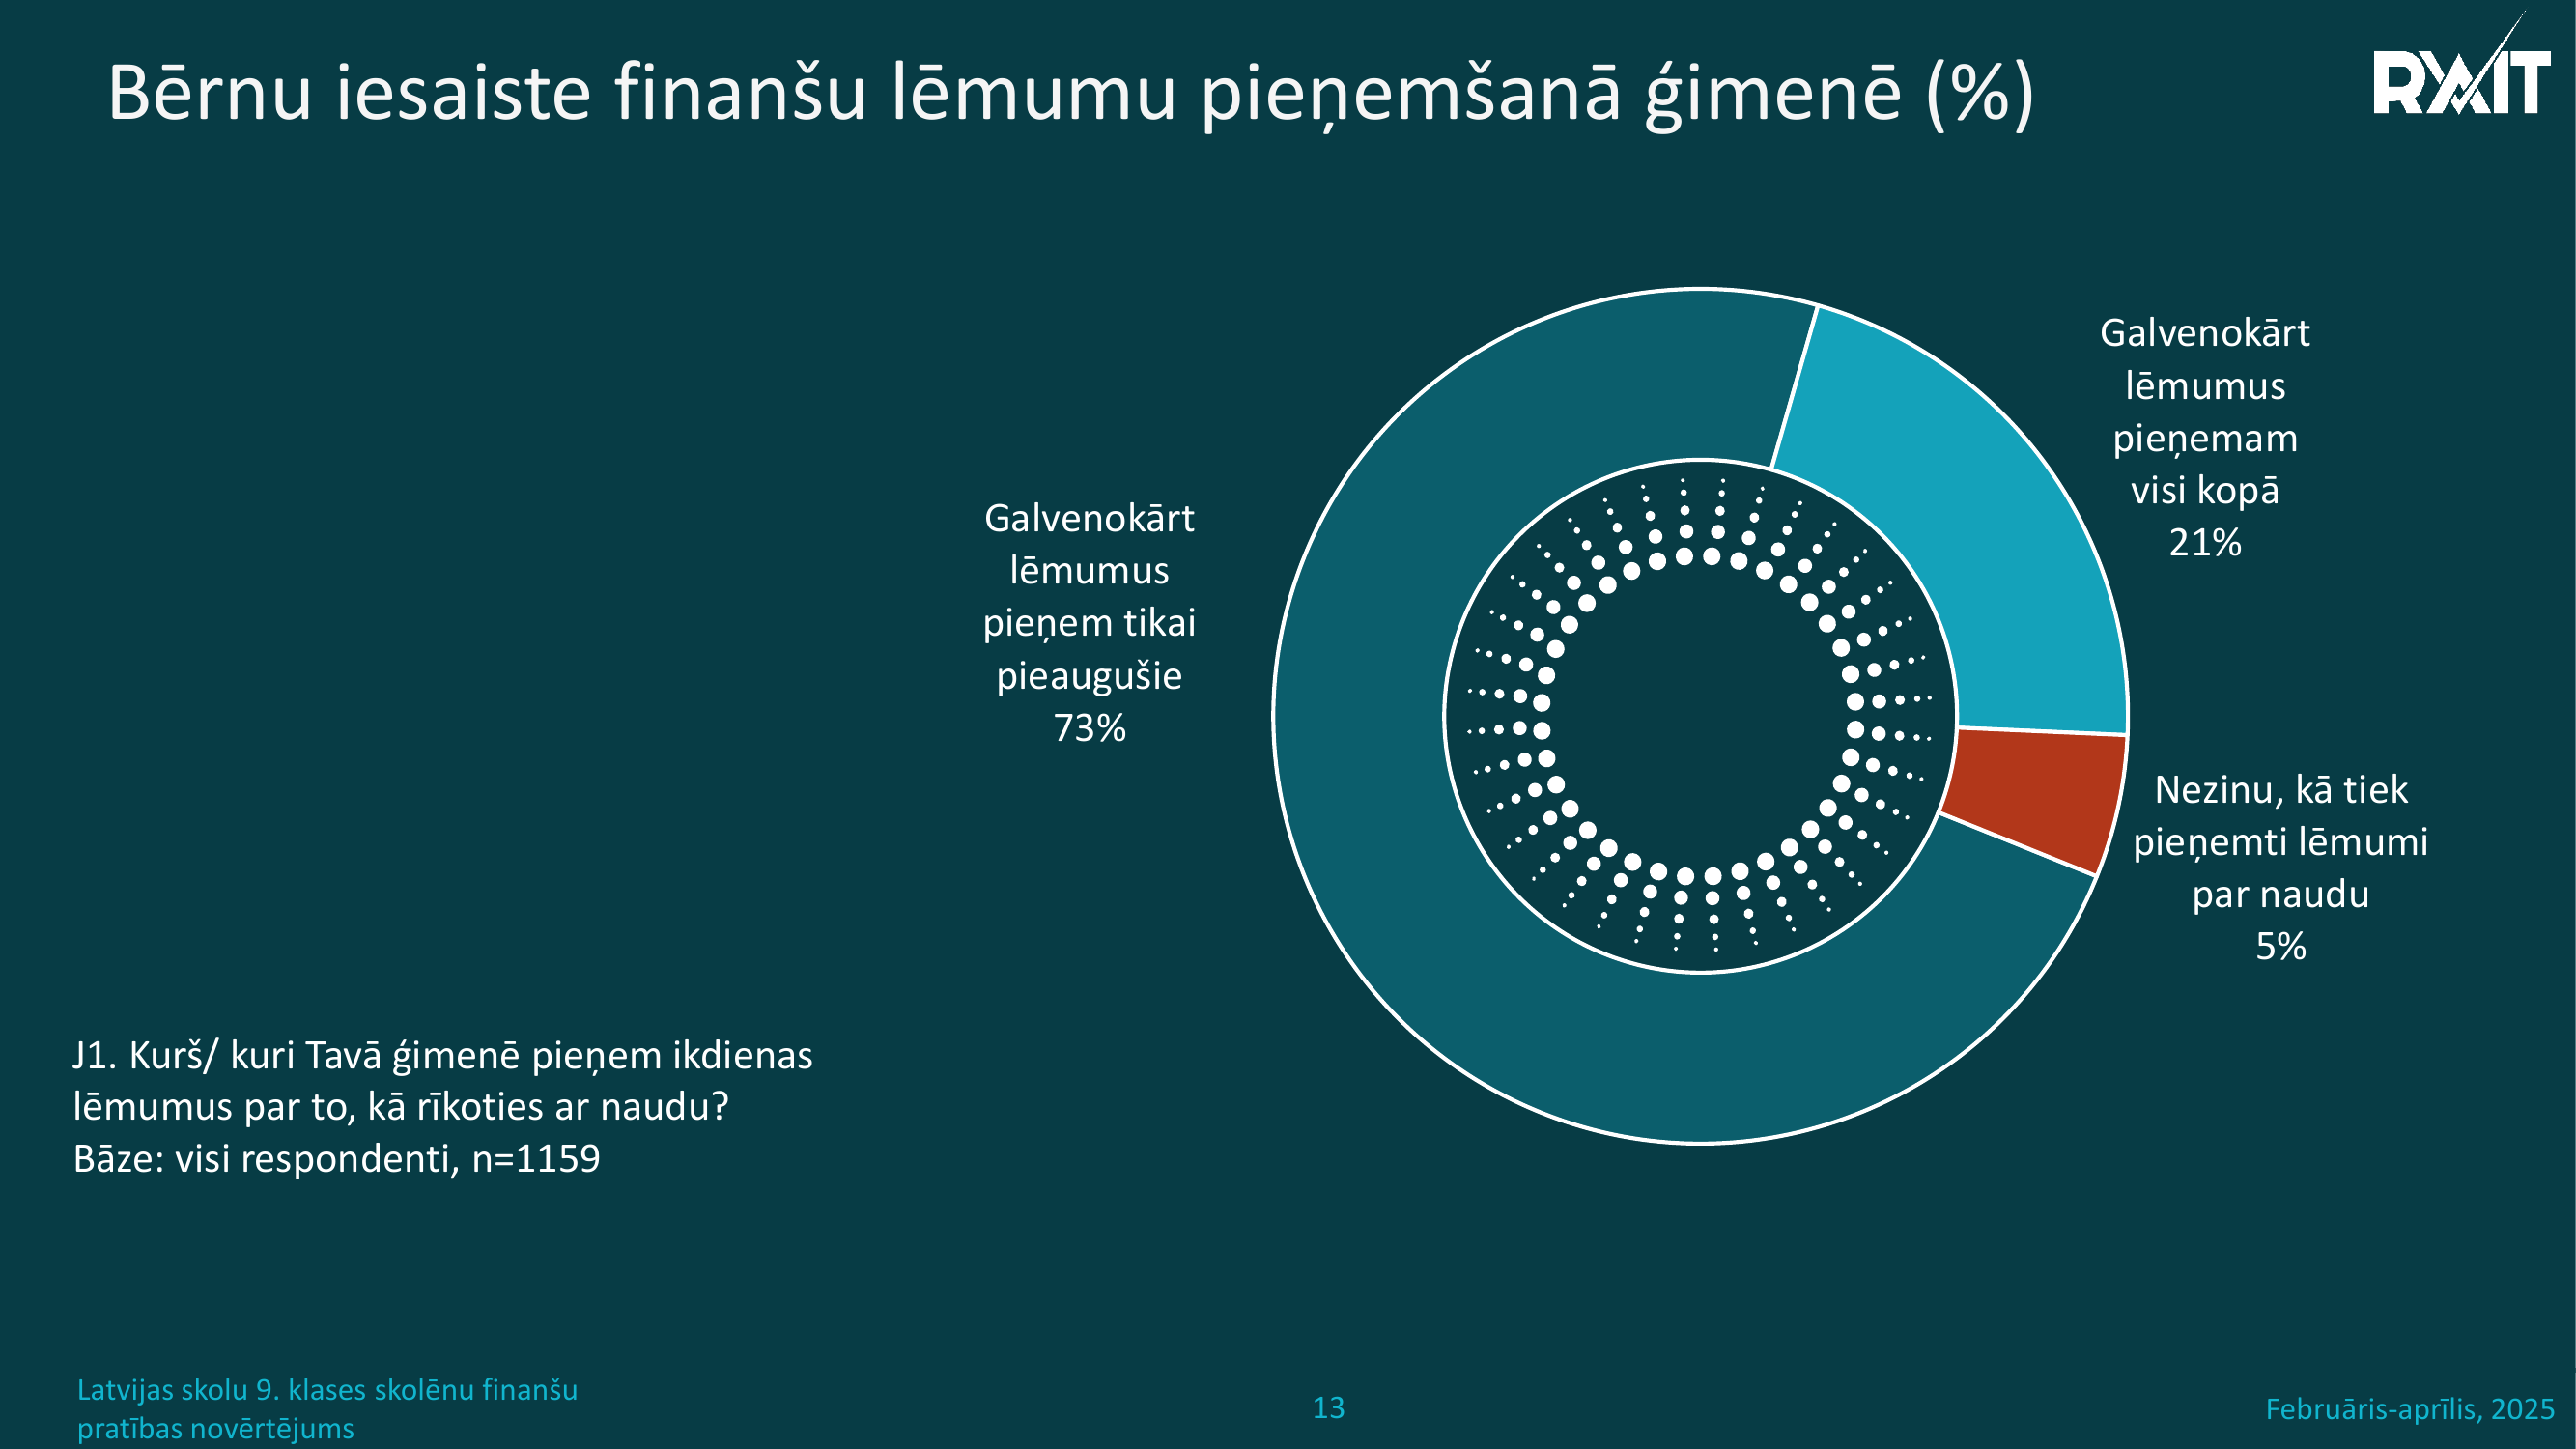 Bērnu iesaiste finanšu lēmumu pieņemšanā ģimenē (%)
RAIT
Galvenokārt
lēmumus
pieņemam
visi kopā
21%
Galvenokārt
lēmumus
pieņem tikai
pieaugušie
73%
Nezinu, kā tiek
pieņemti lēmumi
par naudu
5%
J1. Kurš/ kuri Tavā ģimenē pieņem ikdienas
lēmumus par to, kā rīkoties ar naudu?
Bāze: visi respondenti, n=1159
Latvijas skolu 9. klases skolēnu finanšu
pratības novērtējums
13
Februāris-aprīlis, 2025